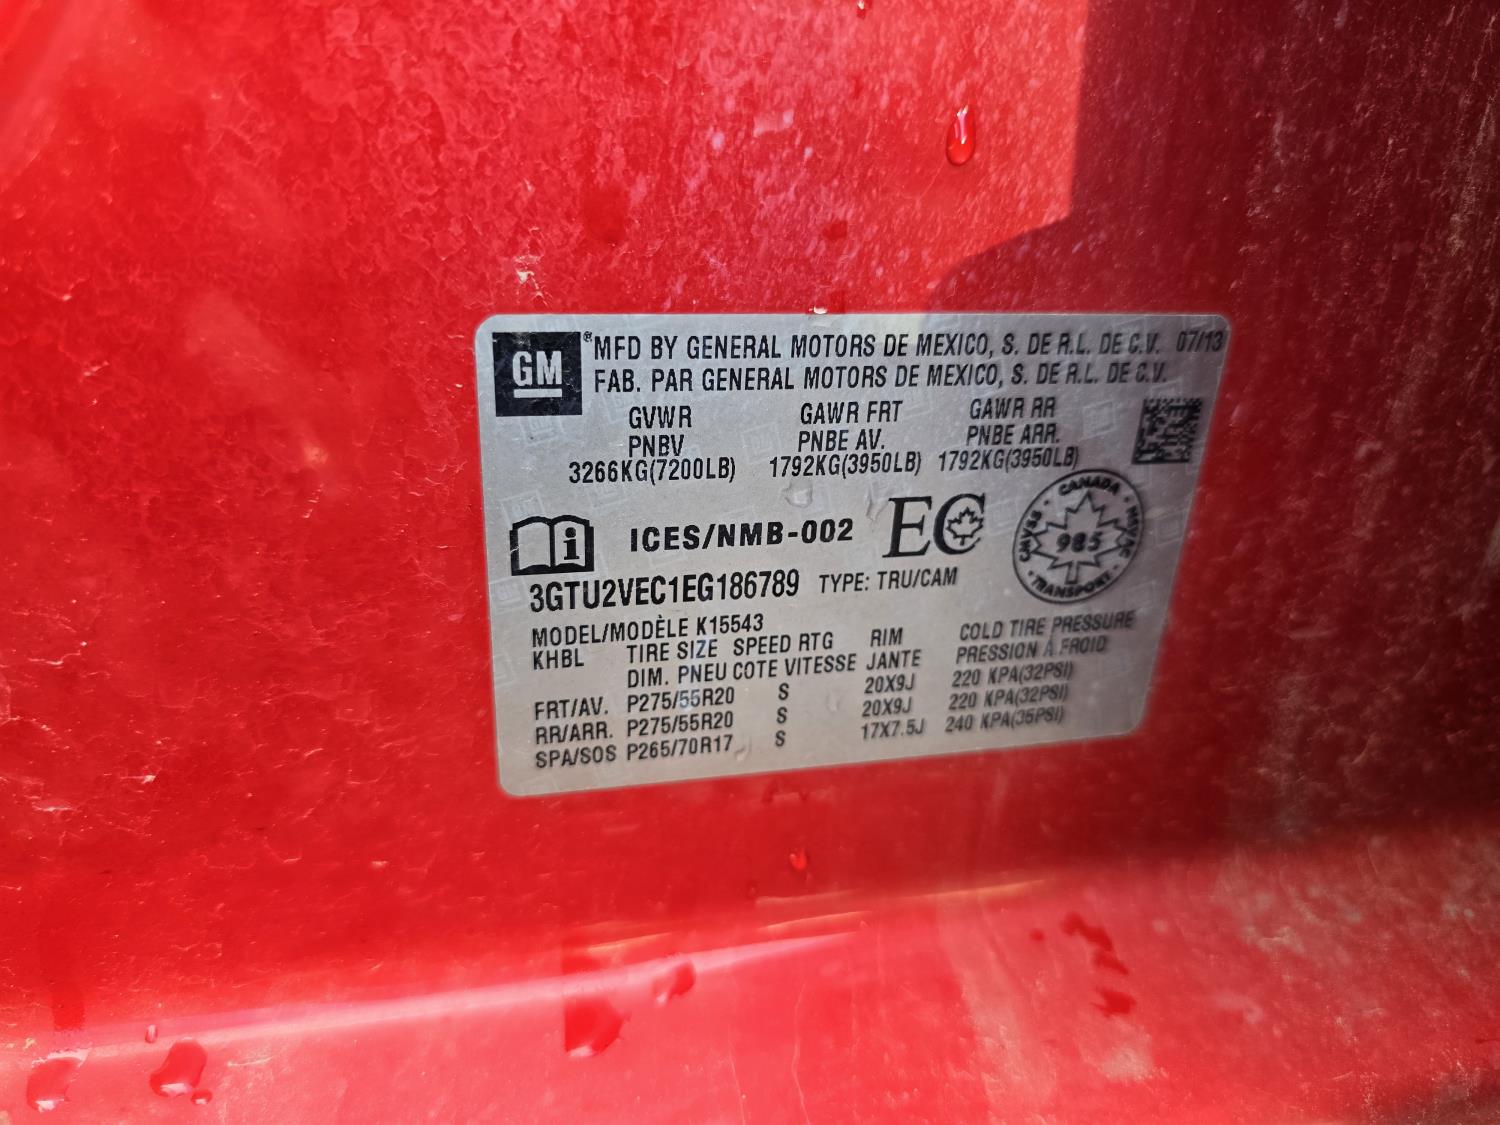 GM
®MFD BY GENERAL MOTORS DE MEXICO, S. DE R.L. DE C.V. 07/13
FAB. PAR GENERAL MOTORS DE MEXICO, S. DE R.L. DE C.V.
GVWR GAWR FRT GAWR RR
PNBV PNBE AV. PNBE ARR.
3266KG(7200LB) 1792KG(3950LB) 1792KG(3950LB)
i ICES/NMB-002 EC
CANADA
CMVSS 985 NSVAC
TRANSPORT
3GTU2VEC1EG186789 TYPE: TRU/CAM
MODEL/MODÈLE K15543
KHBL TIRE SIZE SPEED RTG RIM COLD TIRE PRESSURE
DIM. PNEU COTE VITESSE JANTE PRESSION À FROID
FRT/AV. P275/55R20 S 20X9J 220 KPA(32PSI)
RR/ARR. P275/55R20 S 20X9J 220 KPA(32PSI)
SPA/SOS P265/70R17 S 17X7.5J 240 KPA(35PSI)